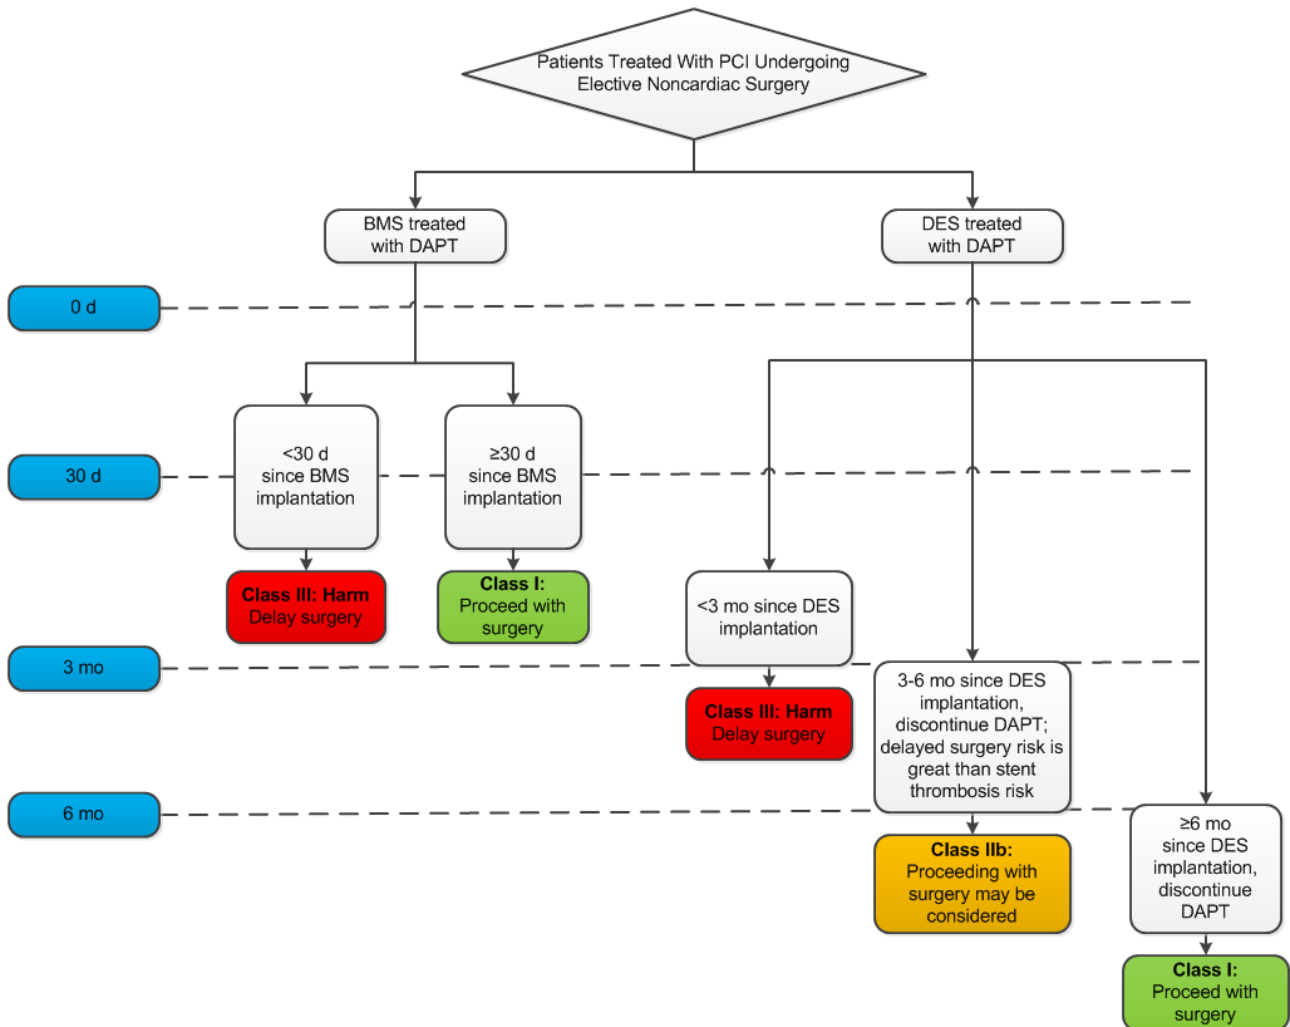 Patients Treated With PCI Undergoing
Elective Noncardiac Surgery
BMS treated
with DAPT
DES treated
with DAPT
0 d
<30 d
since BMS
implantation
≥30 d
since BMS
implantation
30 d
Class III: Harm
Delay surgery
Class I:
Proceed with
surgery
<3 mo since DES
implantation
3 mo
Class III: Harm
Delay surgery
3-6 mo since DES
implantation,
discontinue DAPT;
delayed surgery risk is
great than stent
thrombosis risk
6 mo
Class IIb:
Proceeding with
surgery may be
considered
≥6 mo
since DES
implantation,
discontinue
DAPT
Class I:
Proceed with
surgery